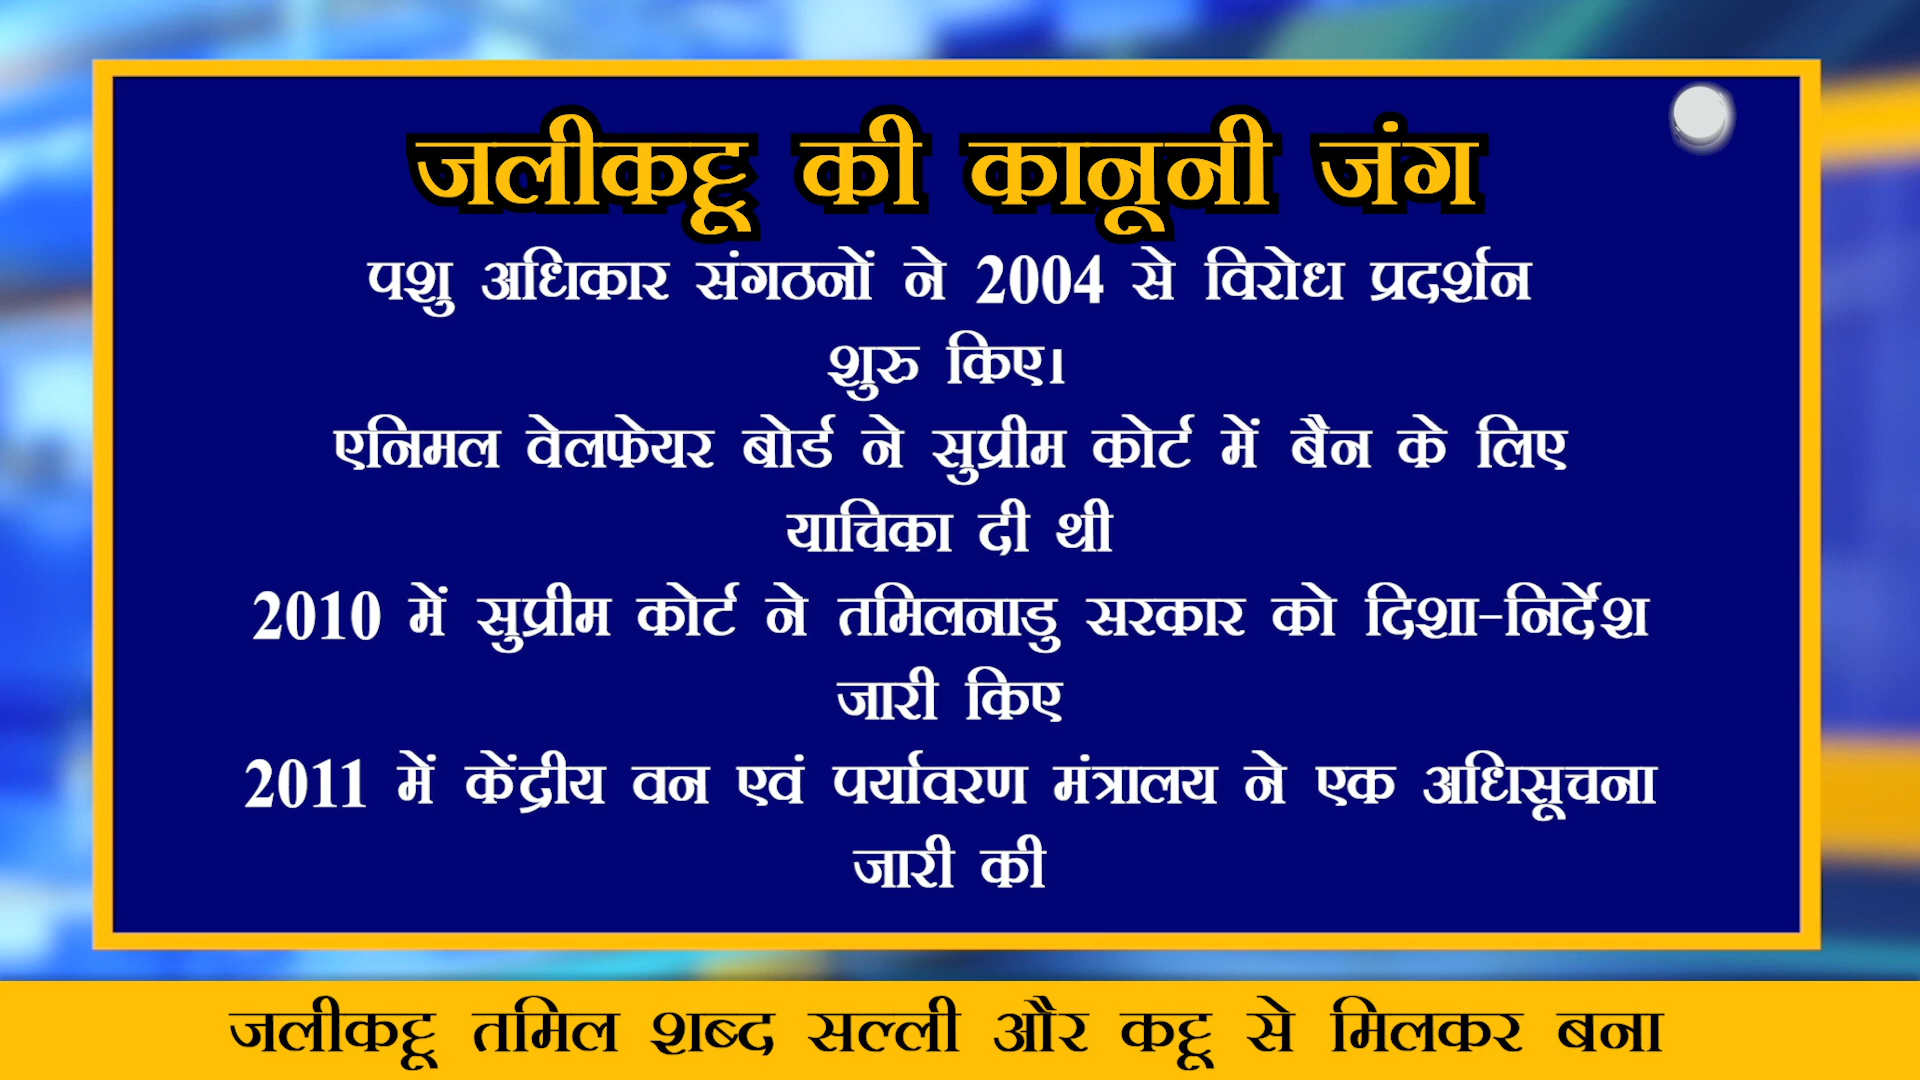 जलीकट्टू की कानूनी जंग
पशु अधिकार संगठनों ने 2004 से विरोध प्रदर्शन
शुरु किए।
एनिमल वेलफेयर बोर्ड ने सुप्रीम कोर्ट में बैन के लिए
याचिका दी थी
2010 में सुप्रीम कोर्ट ने तमिलनाडु सरकार को दिशा-निर्देश
जारी किए
2011 में केंद्रीय वन एवं पर्यावरण मंत्रालय ने एक अधिसूचना
जारी की
जलीकट्टू तमिल शब्द सल्ली और कट्टू से मिलकर बना